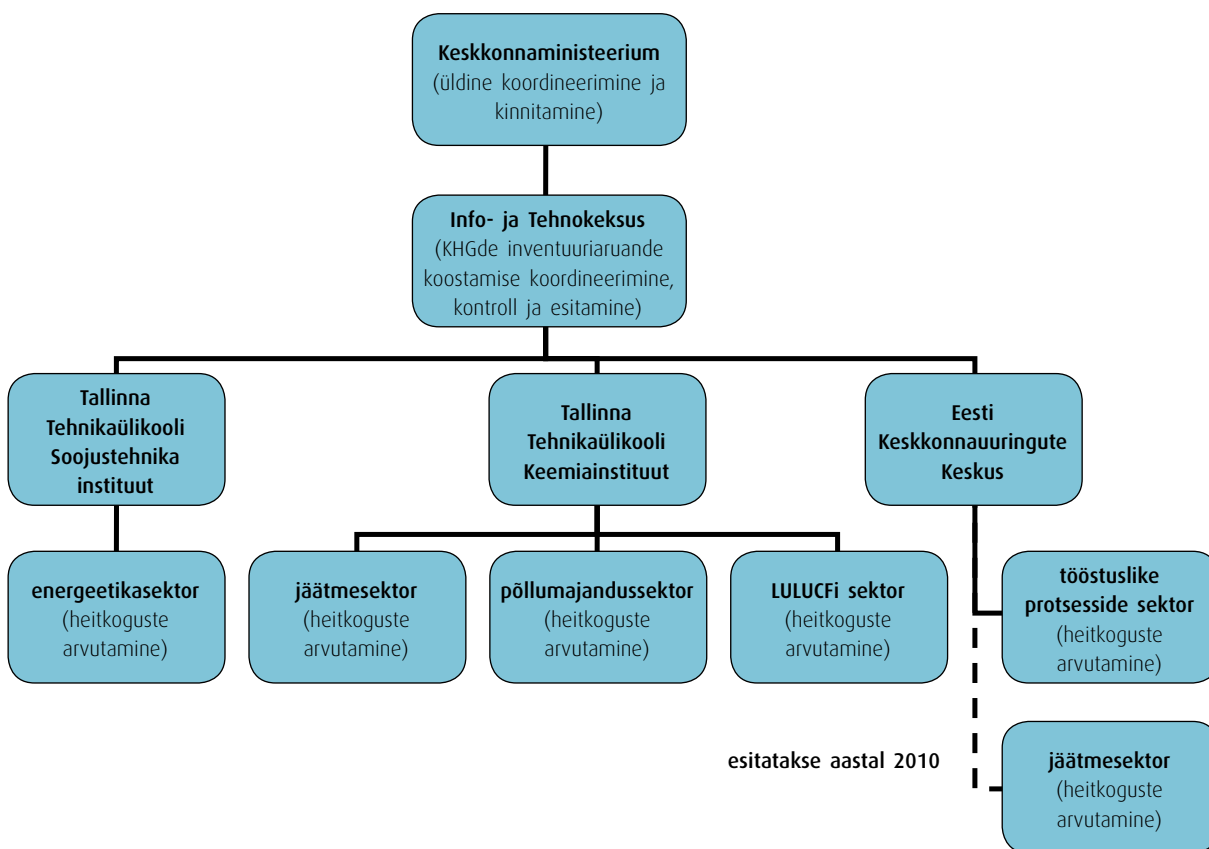 Keskkonnaministeerium
(üldine koordineerimine ja
kinnitamine)
Info- ja Tehnokeksus
(KHGde inventuuriaruande
koostamise koordineerimine,
kontroll ja esitamine)
Tallinna
Tehnikaülikooli
Soojustehnika
instituut
Tallinna
Tehnikaülikooli
Keemiainstituut
Eesti
Keskkonnauuringute
Keskus
energeetikasektor
(heitkoguste
arvutamine)
jäätmesektor
(heitkoguste
arvutamine)
põllumajandussektor
(heitkoguste
arvutamine)
LULUCFi sektor
(heitkoguste
arvutamine)
tööstuslike
protsesside sektor
(heitkoguste
arvutamine)
esitatakse aastal 2010
jäätmesektor
(heitkoguste
arvutamine)